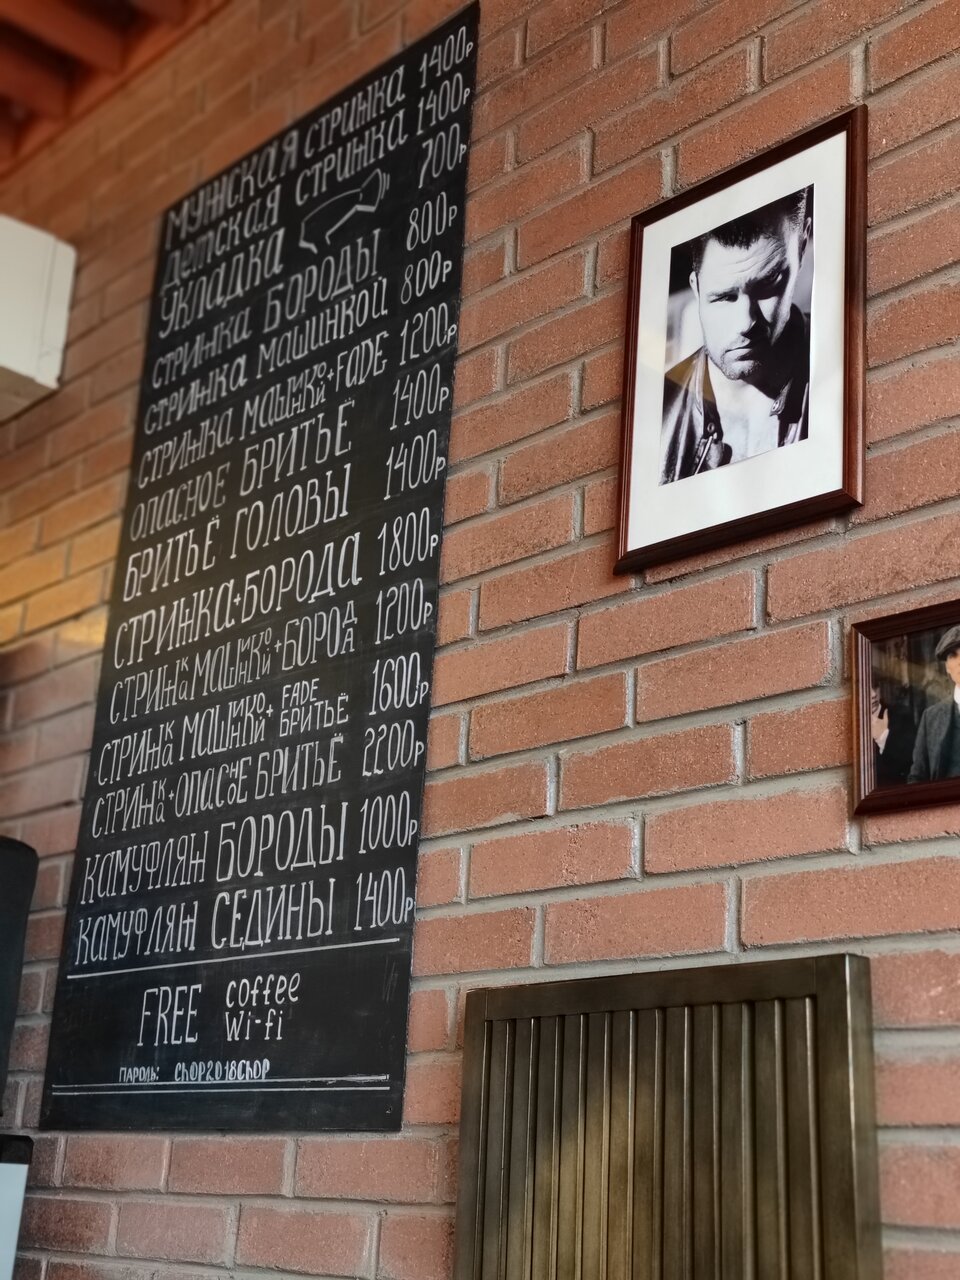 МУЖСКАЯ СТРИЖКА 1400р
ДЕТСКАЯ СТРИЖКА 1400р
УКЛАДКА 700р
СТРИЖКА БОРОДЫ 800р
СТРИЖКА МАШИНКОЙ 800р
СТРИЖКА МАШИНКОЙ+FADE 1200р
ОПАСНОЕ БРИТЬЁ 1400р
БРИТЬЁ ГОЛОВЫ 1400р
СТРИЖКА+БОРОДА 1800р
СТРИЖКА МАШИНКОЙ+БОРОДА 1200р
СТРИЖКА МАШИНКОЙ+ FADE БРИТЬЁ 1600р
СТРИЖКА+ОПАСНОЕ БРИТЬЁ 2200р
КАМУФЛЯЖ БОРОДЫ 1000р
КАМУФЛЯЖ СЕДИНЫ 1400р
FREE coffee
Wi-fi
ПАРОЛЬ: ChOP2018ChOP